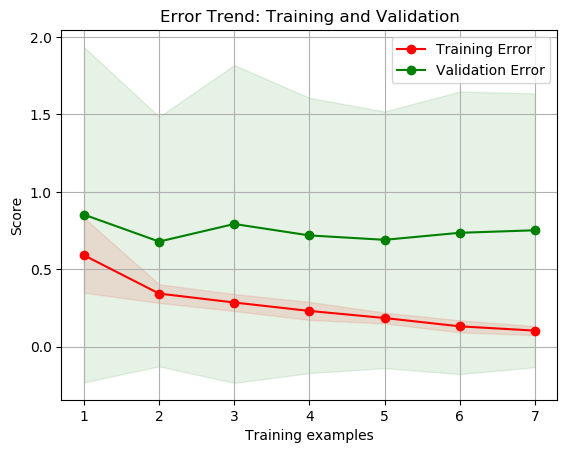 Error Trend: Training and Validation
2.0
1.5
1.0
0.5
0.0
Score
Training Error
Validation Error
1 2 3 4 5 6 7
Training examples